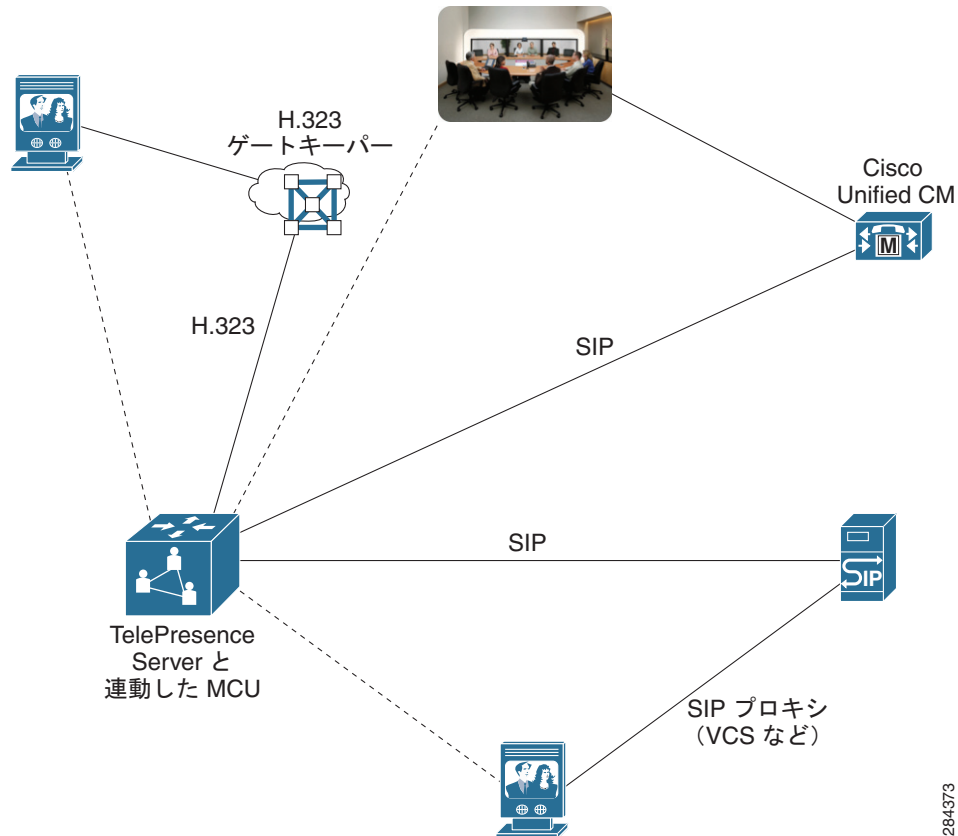 H.323
ゲートキーパー
Cisco
Unified CM
M
H.323
SIP
SIP
SIP
TelePresence
Server と
連動した MCU
SIP プロキシ
（VCS など）
284373